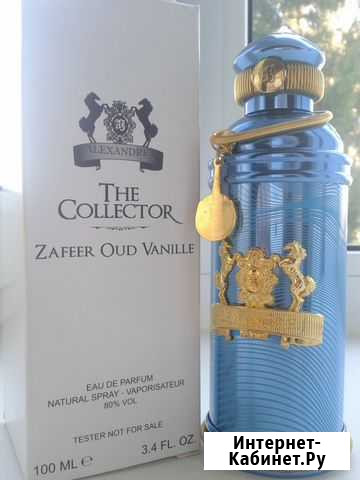 ALEXANDRE
THE
COLLECTOR
ZAFEER OUD VANILLE
EAU DE PARFUM
NATURAL SPRAY - VAPORISATEUR
80% VOL
TESTER NOT FOR SALE
100 ML ℮ 3.4 FL. OZ.
Интернет-
Кабинет.Ру